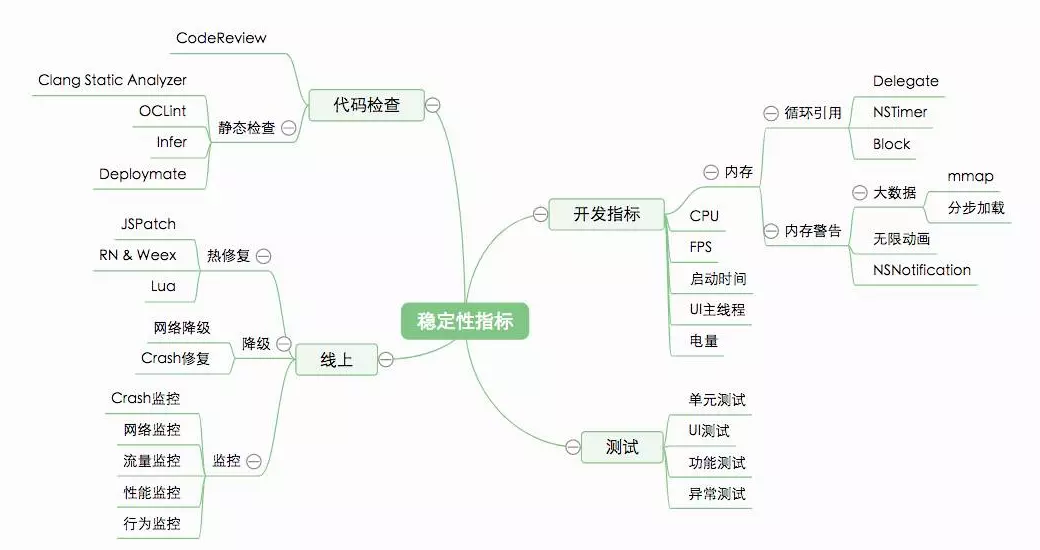 稳定性指标
代码检查
CodeReview
静态检查
Clang Static Analyzer
OCLint
Infer
Deploymate
线上
热修复
JSPatch
RN & Weex
Lua
降级
网络降级
Crash修复
监控
Crash监控
网络监控
流量监控
性能监控
行为监控
开发指标
内存
循环引用
Delegate
NSTimer
Block
内存警告
大数据
mmap
分步加载
无限动画
NSNotification
CPU
FPS
启动时间
UI主线程
电量
测试
单元测试
UI测试
功能测试
异常测试